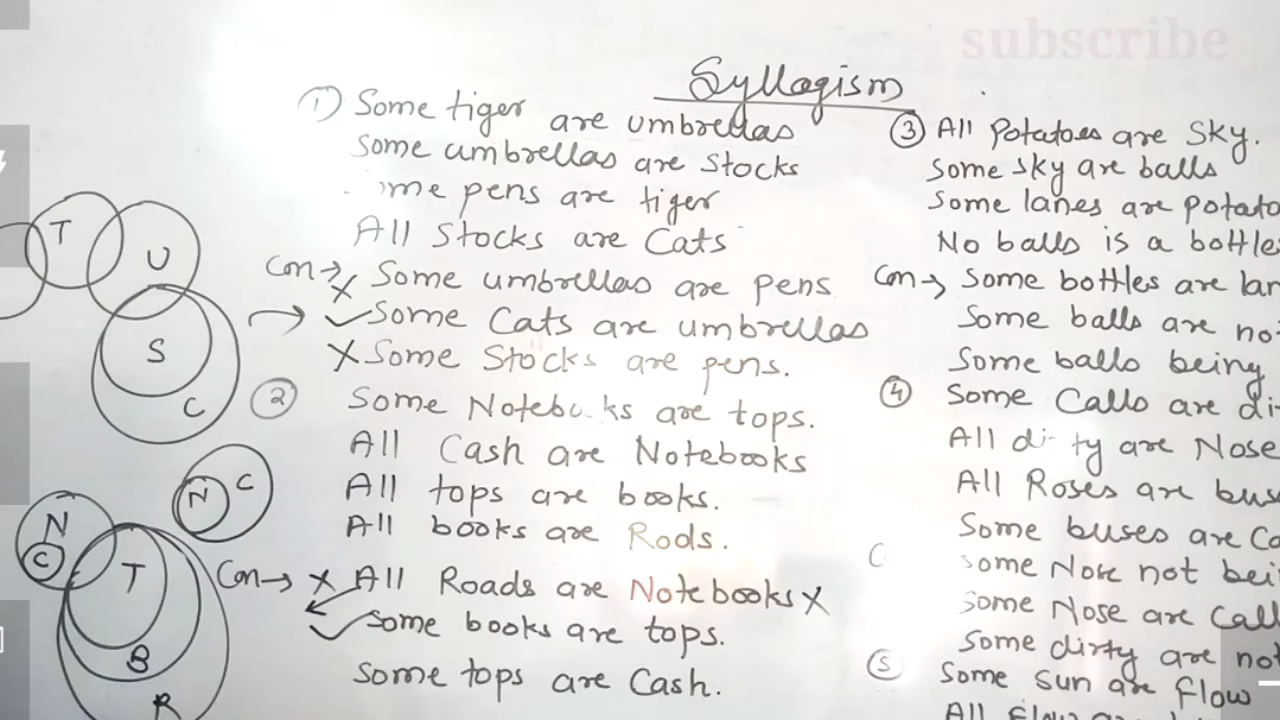 subscribe
Syllogism
① Some tiger are umbrellas
Some umbrellas are Stocks
me pens are tiger
All Stocks are Cats
Con → X Some umbrellas are pens
✓ Some Cats are umbrellas
X Some Stocks are pens.
② Some Notebooks are tops.
All Cash are Notebooks
All tops are books.
All books are Rods.
Con → X All Roads are Notebooks X
✓ Some books are tops.
Some tops are Cash.
③ All Potatoes are Sky.
Some sky are balls
Some lanes are potato
No balls is a bottle
Con → Some bottles are lan
Some balls are no
Some balls being
④ Some Calls are di
All dirty are Nose
All Roses are bus
Some buses are Ca
C Some Nose not bei
Some Nose are Call
Some dirty are not
⑤ Some Sun are flow
All flow are
T
U
S
C
N
C
N
C
T
B
R